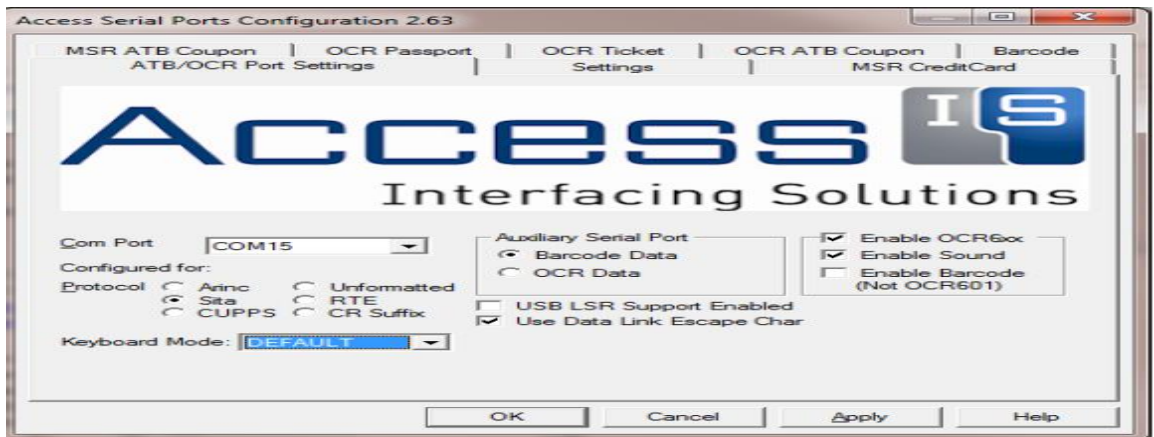 Access Serial Ports Configuration 2.63
MSR ATB Coupon
OCR Passport
OCR Ticket
OCR ATB Coupon
Barcode
ATB/OCR Port Settings
Settings
MSR CreditCard
Access IS
Interfacing Solutions
Com Port
COM15
Configured for:
Protocol
Arinc
Unformatted
Sita
RTE
CUPPS
CR Suffix
Keyboard Mode:
DEFAULT
Auxiliary Serial Port
Barcode Data
OCR Data
USB LSR Support Enabled
Use Data Link Escape Char
Enable OCR6xx
Enable Sound
Enable Barcode
(Not OCR601)
OK
Cancel
Apply
Help